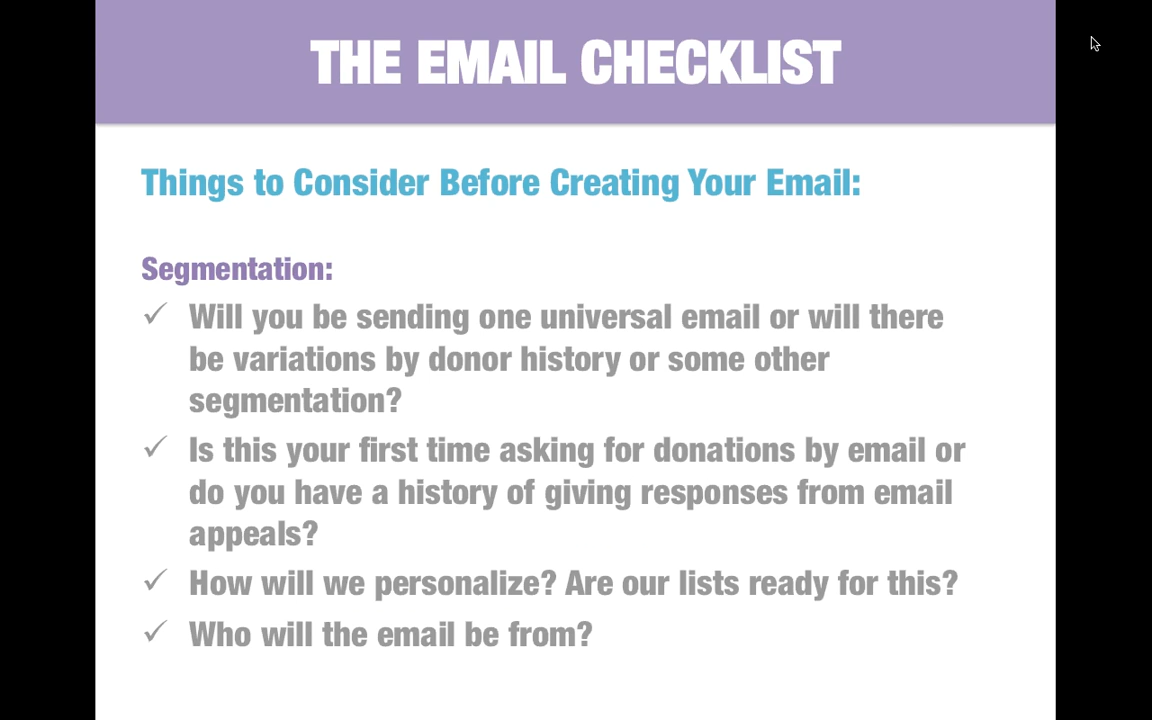 THE EMAIL CHECKLIST
Things to Consider Before Creating Your Email:
Segmentation:
Will you be sending one universal email or will there
be variations by donor history or some other
segmentation?
Is this your first time asking for donations by email or
do you have a history of giving responses from email
appeals?
How will we personalize? Are our lists ready for this?
Who will the email be from?